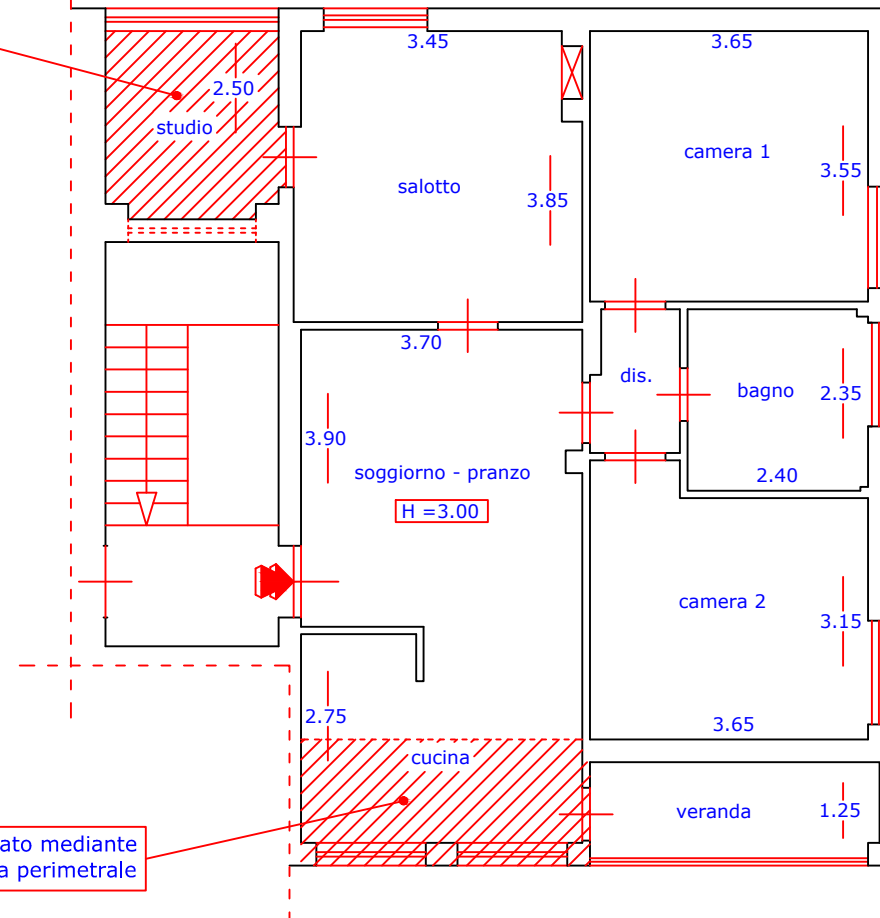 3.45
3.65
2.50
studio
camera 1
3.55
salotto
3.85
3.70
dis.
bagno
2.35
3.90
soggiorno - pranzo
2.40
H =3.00
camera 2
3.15
2.75
3.65
cucina
veranda
1.25
ato mediante
a perimetrale